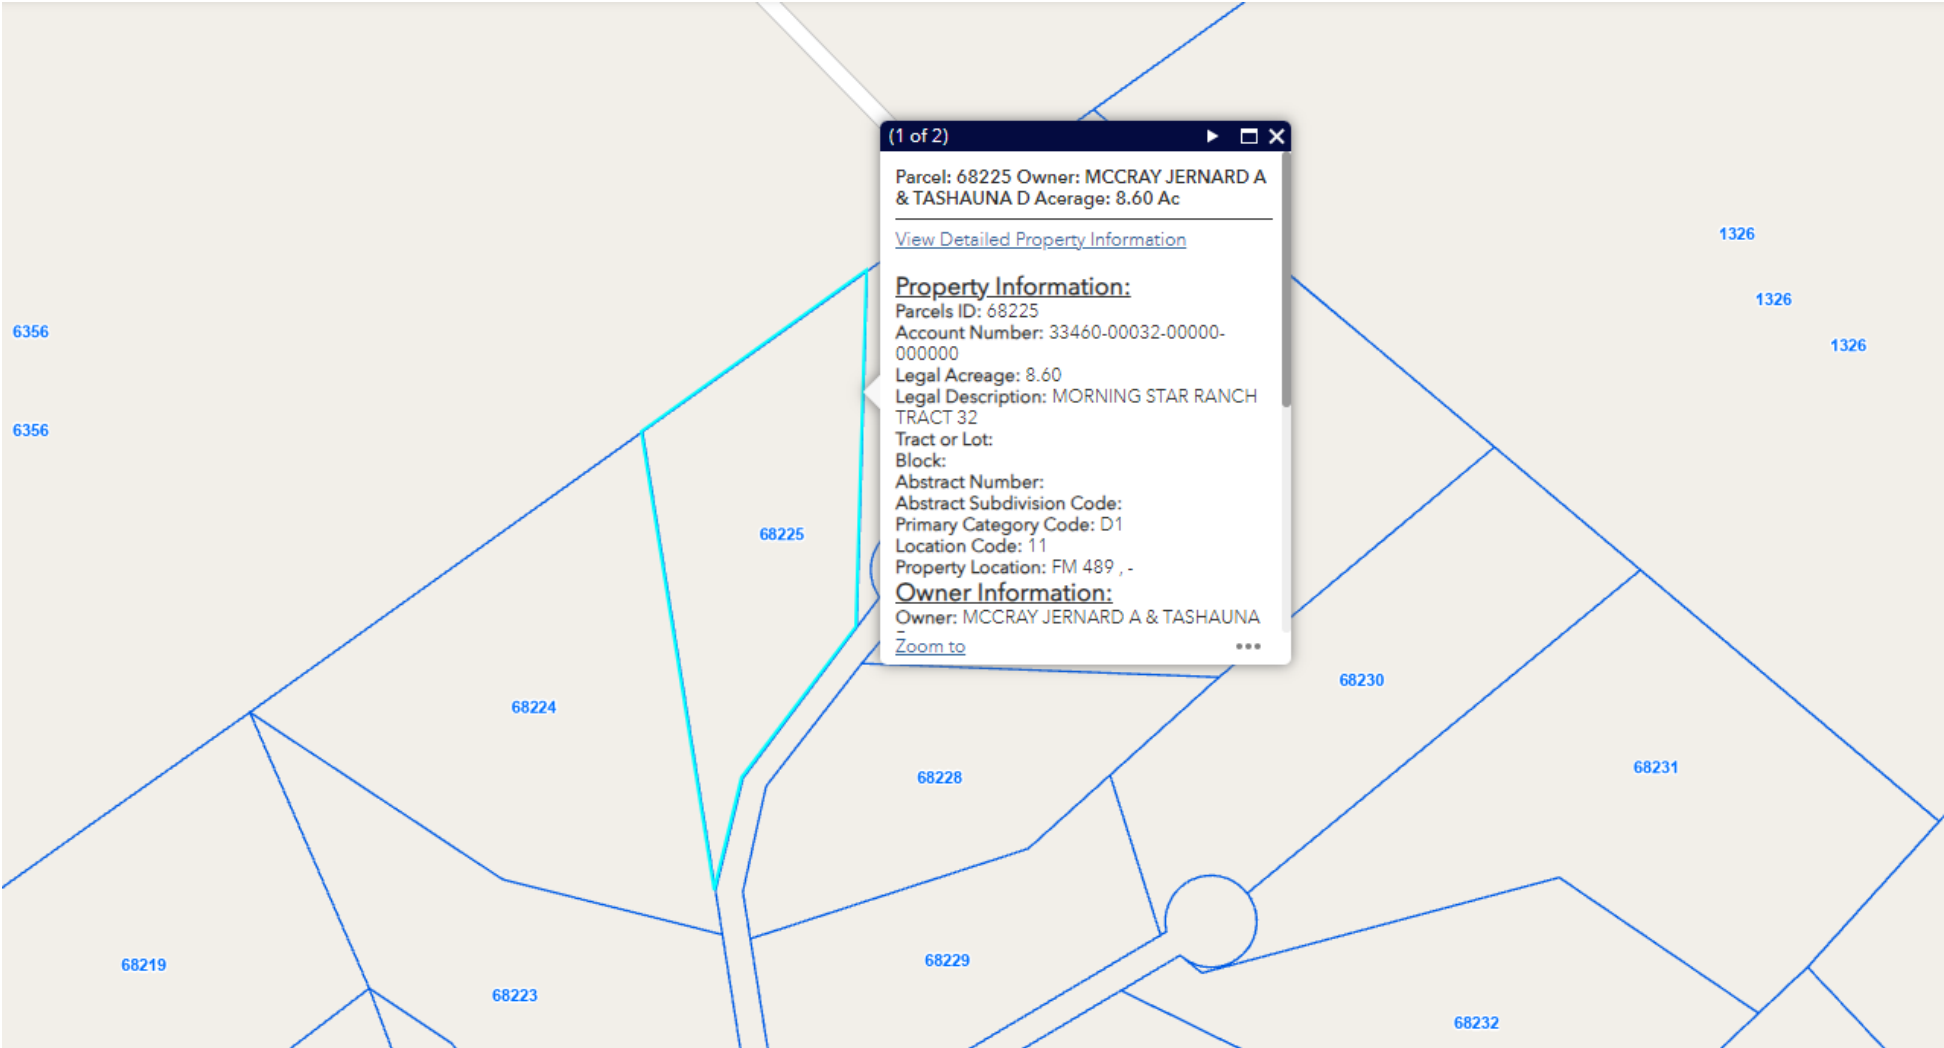 (1 of 2)
Parcel: 68225 Owner: MCCRAY JERNARD A
& TASHAUNA D Acerage: 8.60 Ac
View Detailed Property Information
Property Information:
Parcels ID: 68225
Account Number: 33460-00032-00000-
000000
Legal Acreage: 8.60
Legal Description: MORNING STAR RANCH
TRACT 32
Tract or Lot:
Block:
Abstract Number:
Abstract Subdivision Code:
Primary Category Code: D1
Location Code: 11
Property Location: FM 489 , -
Owner Information:
Owner: MCCRAY JERNARD A & TASHAUNA
Zoom to
1326
1326
6356
1326
6356
68225
68230
68224
68231
68228
68229
68219
68223
68232